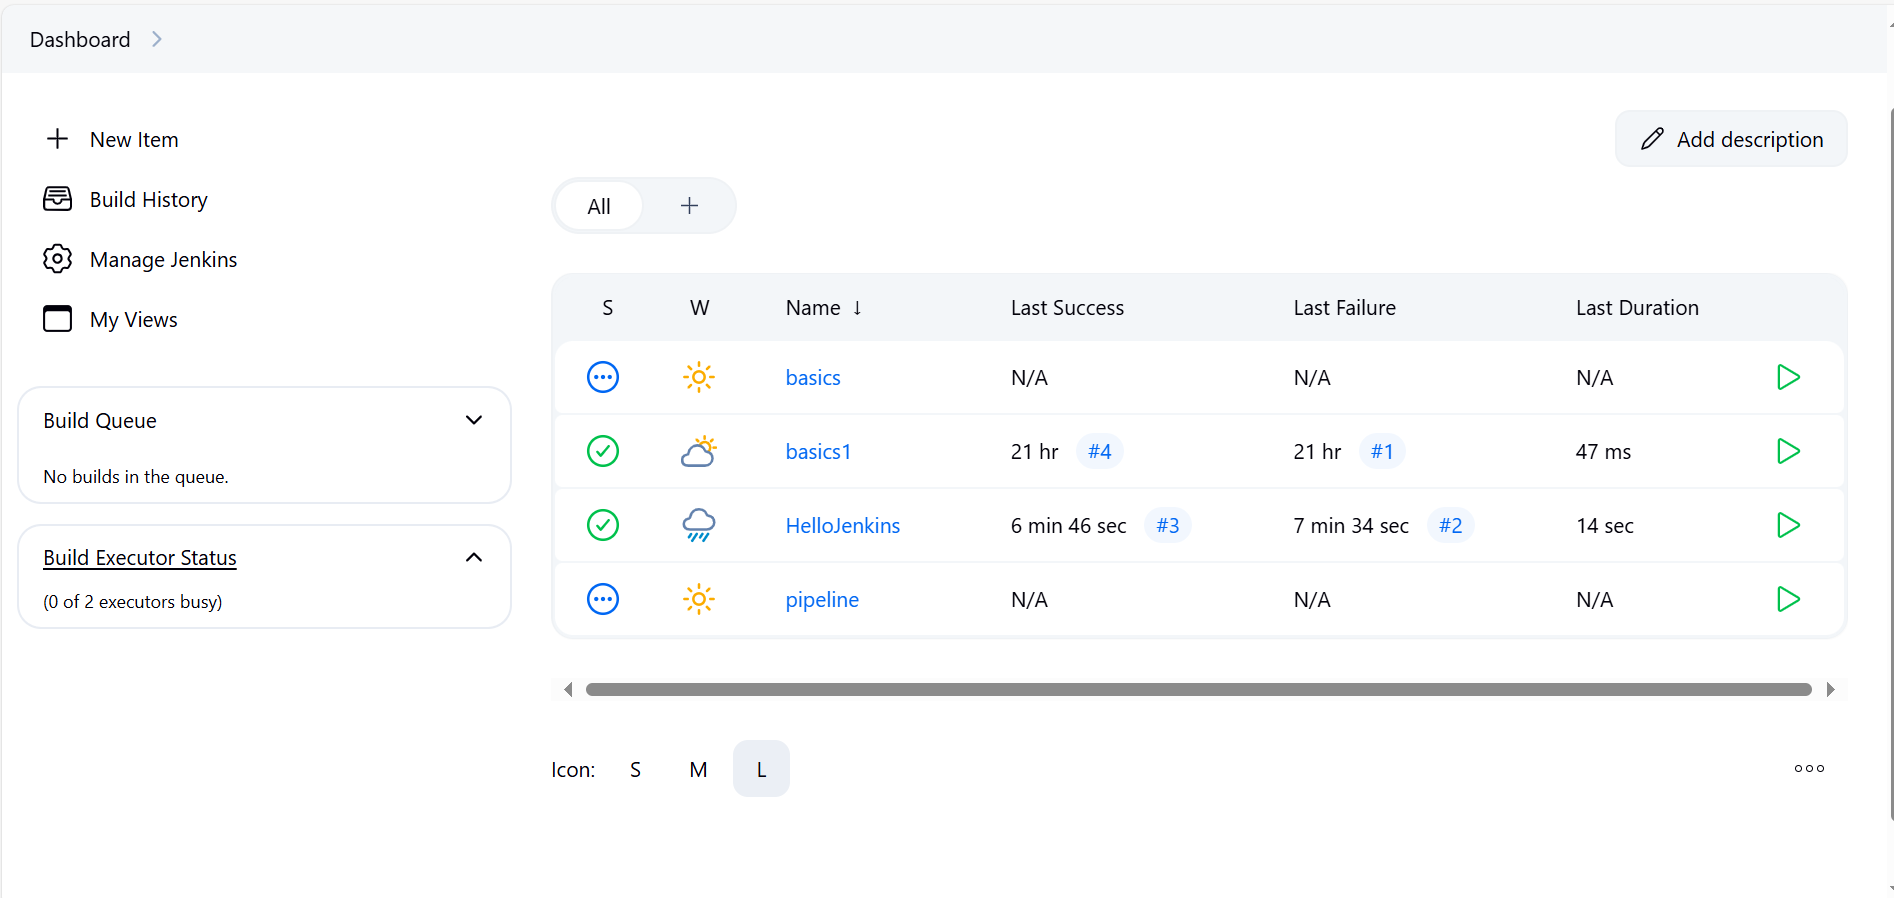 Dashboard
New Item
Build History
Manage Jenkins
My Views
Build Queue
No builds in the queue.
Build Executor Status
(0 of 2 executors busy)
Add description
All
S W Name ↓ Last Success Last Failure Last Duration
basics N/A N/A N/A
basics1 21 hr #4 21 hr #1 47 ms
HelloJenkins 6 min 46 sec #3 7 min 34 sec #2 14 sec
pipeline N/A N/A N/A
Icon: S M L